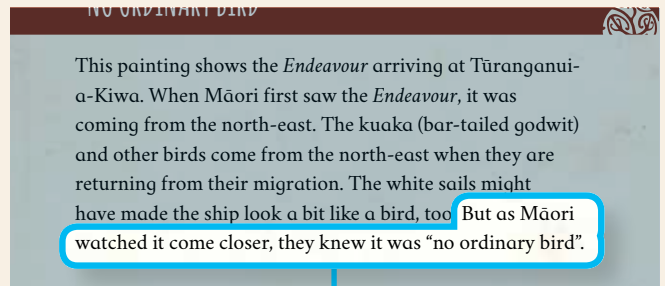 NO ORDINARY BIRD
This painting shows the Endeavour arriving at Tūranganui-
a-Kiwa. When Māori first saw the Endeavour, it was
coming from the north-east. The kuaka (bar-tailed godwit)
and other birds come from the north-east when they are
returning from their migration. The white sails might
have made the ship look a bit like a bird, too. But as Māori
watched it come closer, they knew it was “no ordinary bird”.